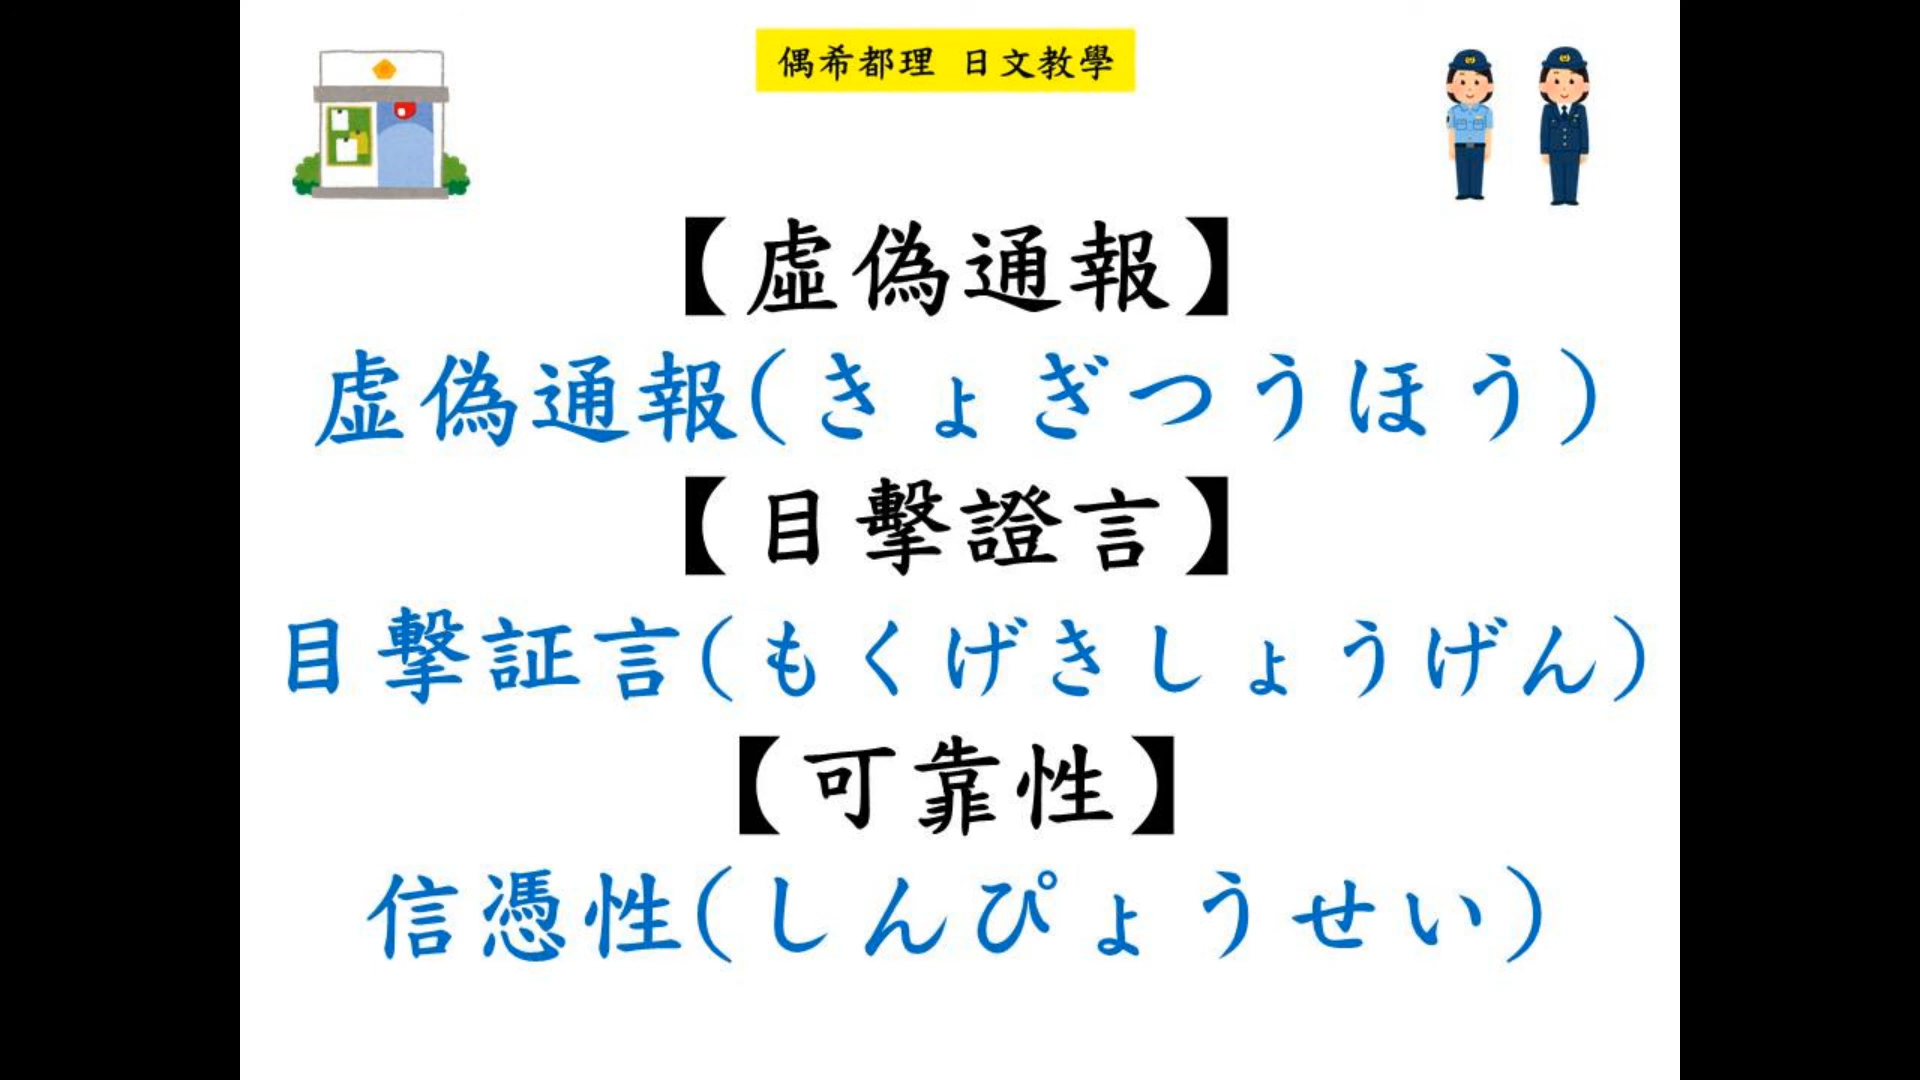 偶希都理 日文教學
【虛偽通報】
虚偽通報(きょぎつうほう)
【目擊證言】
目撃証言(もくげきしょうげん)
【可靠性】
信憑性(しんぴょうせい)